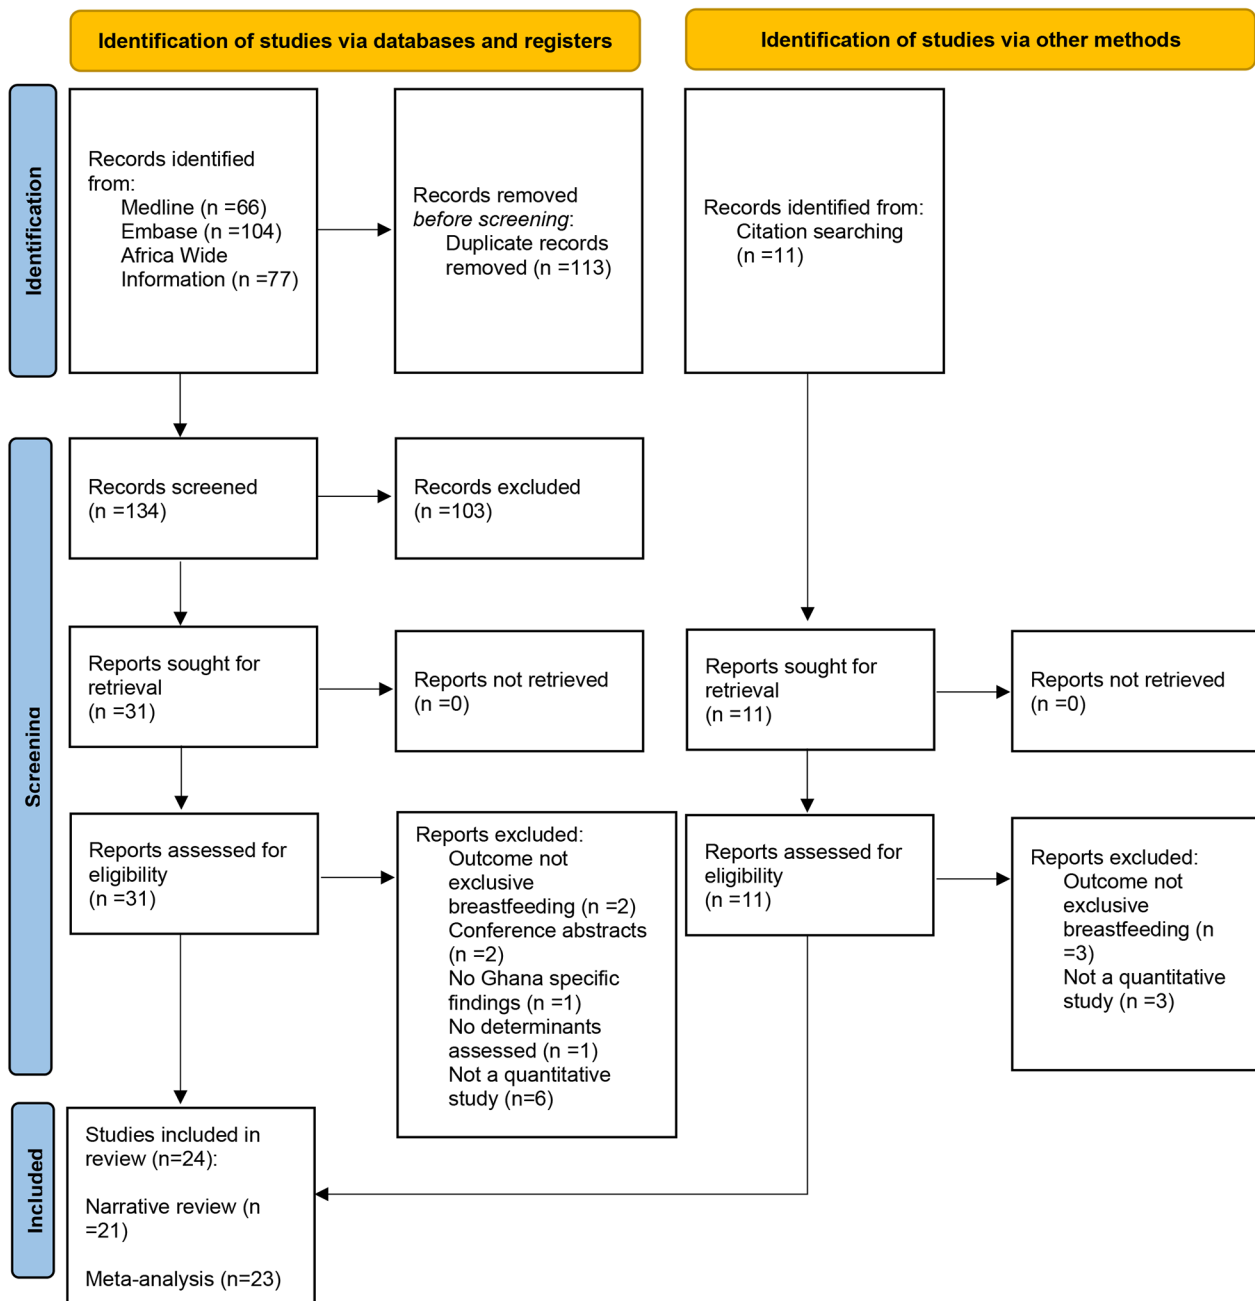 Identification of studies via databases and registers
Identification of studies via other methods
Identification
Records identified
from:
Medline (n =66)
Embase (n =104)
Africa Wide
Information (n =77)
Records removed
before screening:
Duplicate records
removed (n =113)
Records identified from:
Citation searching
(n =11)
Screening
Records screened
(n =134)
Records excluded
(n =103)
Reports sought for
retrieval
(n =31)
Reports not retrieved
(n =0)
Reports sought for
retrieval
(n =11)
Reports not retrieved
(n =0)
Reports assessed for
eligibility
(n =31)
Reports excluded:
Outcome not
exclusive
breastfeeding (n =2)
Conference abstracts
(n =2)
No Ghana specific
findings (n =1)
No determinants
assessed (n =1)
Not a quantitative
study (n=6)
Reports assessed for
eligibility
(n =11)
Reports excluded:
Outcome not
exclusive
breastfeeding (n
=3)
Not a quantitative
study (n =3)
Included
Studies included in
review (n=24):
Narrative review (n
=21)
Meta-analysis (n=23)